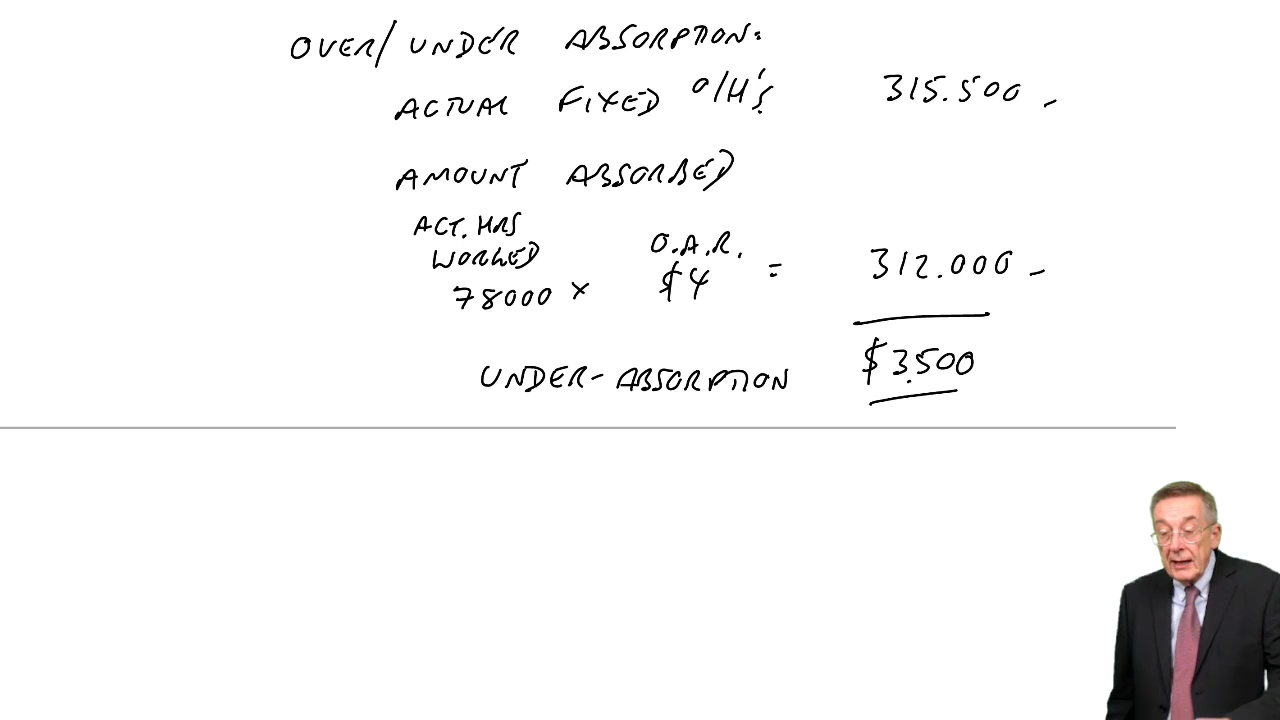 OVER/UNDER ABSORPTION:
ACTUAL FIXED O/H's 315.500
AMOUNT ABSORBED
ACT. HRS
WORKED O.A.R.
78000 × $4 = 312.000
UNDER-ABSORPTION $3.500